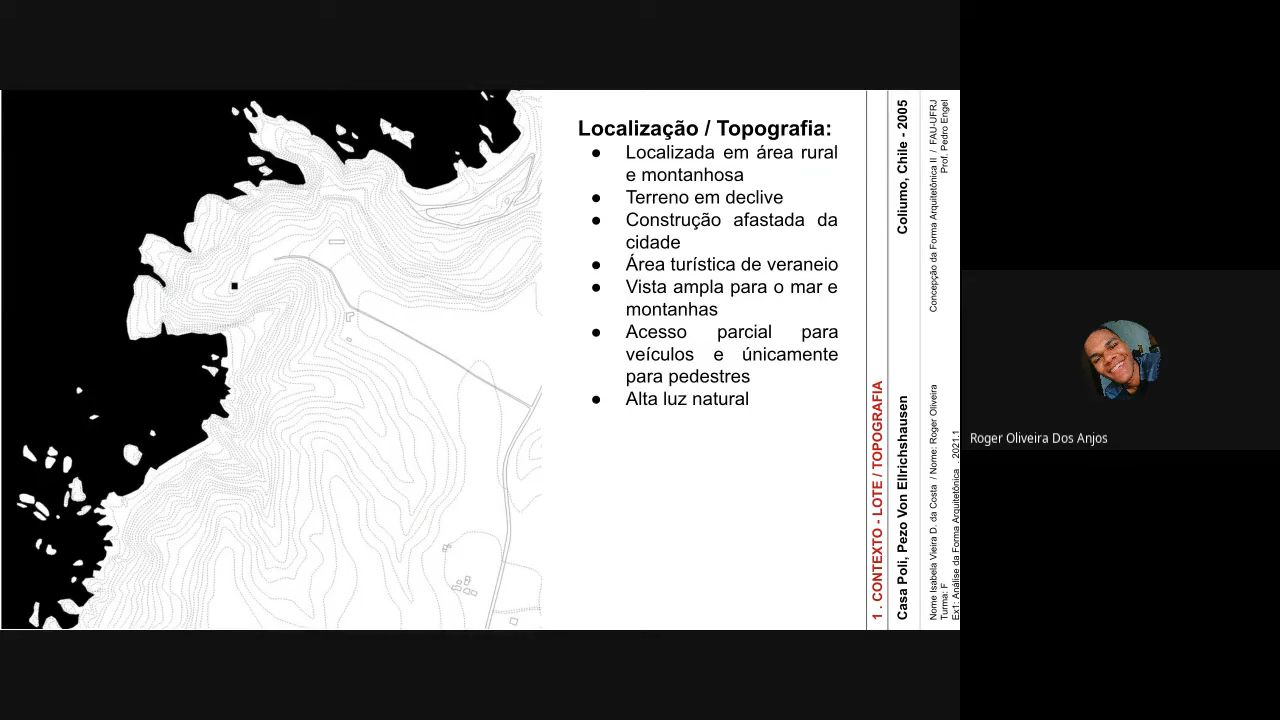 Localização / Topografia:
● Localizada em área rural
e montanhosa
● Terreno em declive
● Construção afastada da
cidade
● Área turística de veraneio
● Vista ampla para o mar e
montanhas
● Acesso parcial para
veículos e únicamente
para pedestres
● Alta luz natural
1 . CONTEXTO - LOTE / TOPOGRAFIA
Casa Poli, Pezo Von Ellrichshausen
Coliumo, Chile - 2005
Nome Isabela Vieira D. da Costa / Nome: Roger Oliveira
Turma: F
Ex1: Análise da Forma Arquitetônica . 2021.1
Concepção da Forma Arquitetônica II / FAU-UFRJ
Prof. Pedro Engel
Roger Oliveira Dos Anjos